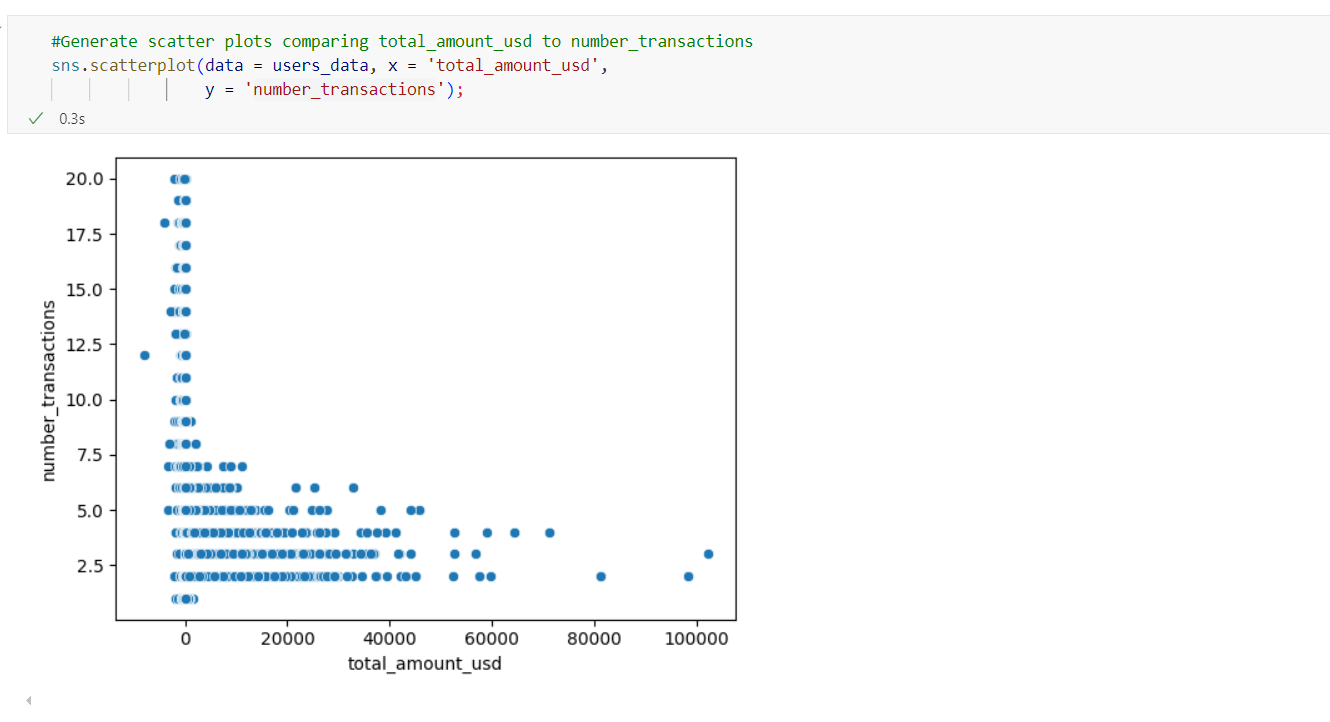 #Generate scatter plots comparing total_amount_usd to number_transactions
sns.scatterplot(data = users_data, x = 'total_amount_usd',
y = 'number_transactions');
0.3s
20.0
17.5
15.0
12.5
10.0
7.5
5.0
2.5
number_transactions
0 20000 40000 60000 80000 100000
total_amount_usd